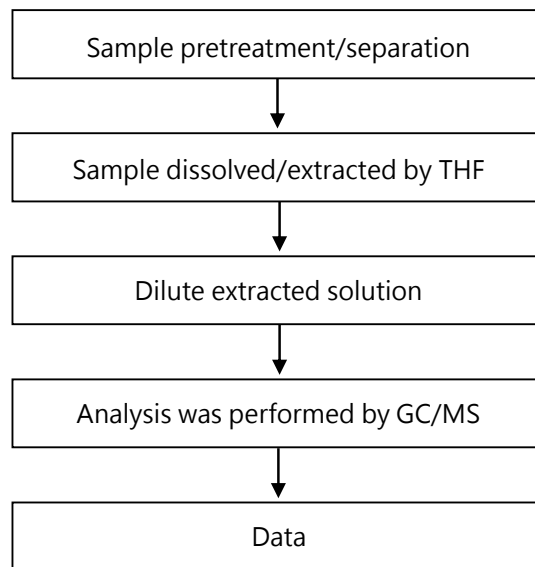 Sample pretreatment/separation
Sample dissolved/extracted by THF
Dilute extracted solution
Analysis was performed by GC/MS
Data